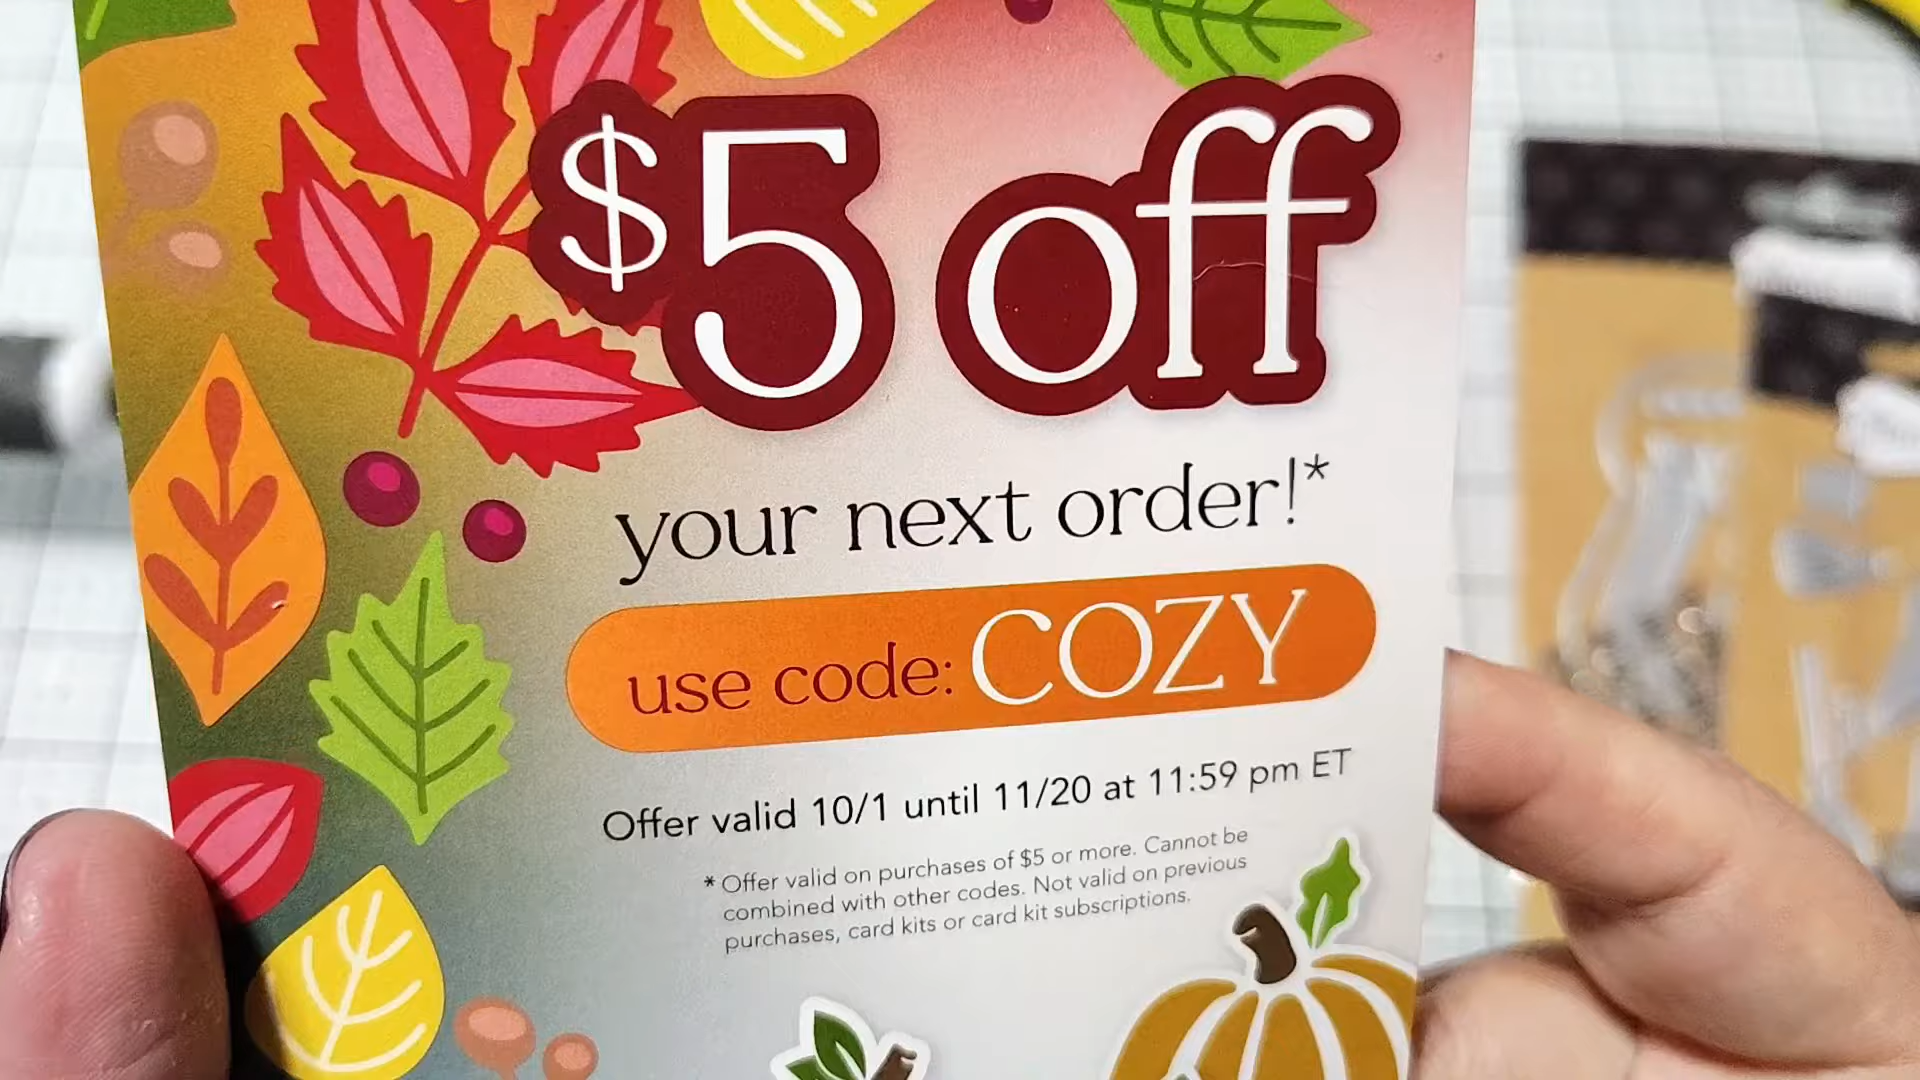 $5 off
your next order!*
use code: COZY
Offer valid 10/1 until 11/20 at 11:59 pm ET
* Offer valid on purchases of $5 or more. Cannot be
combined with other codes. Not valid on previous
purchases, card kits or card kit subscriptions.